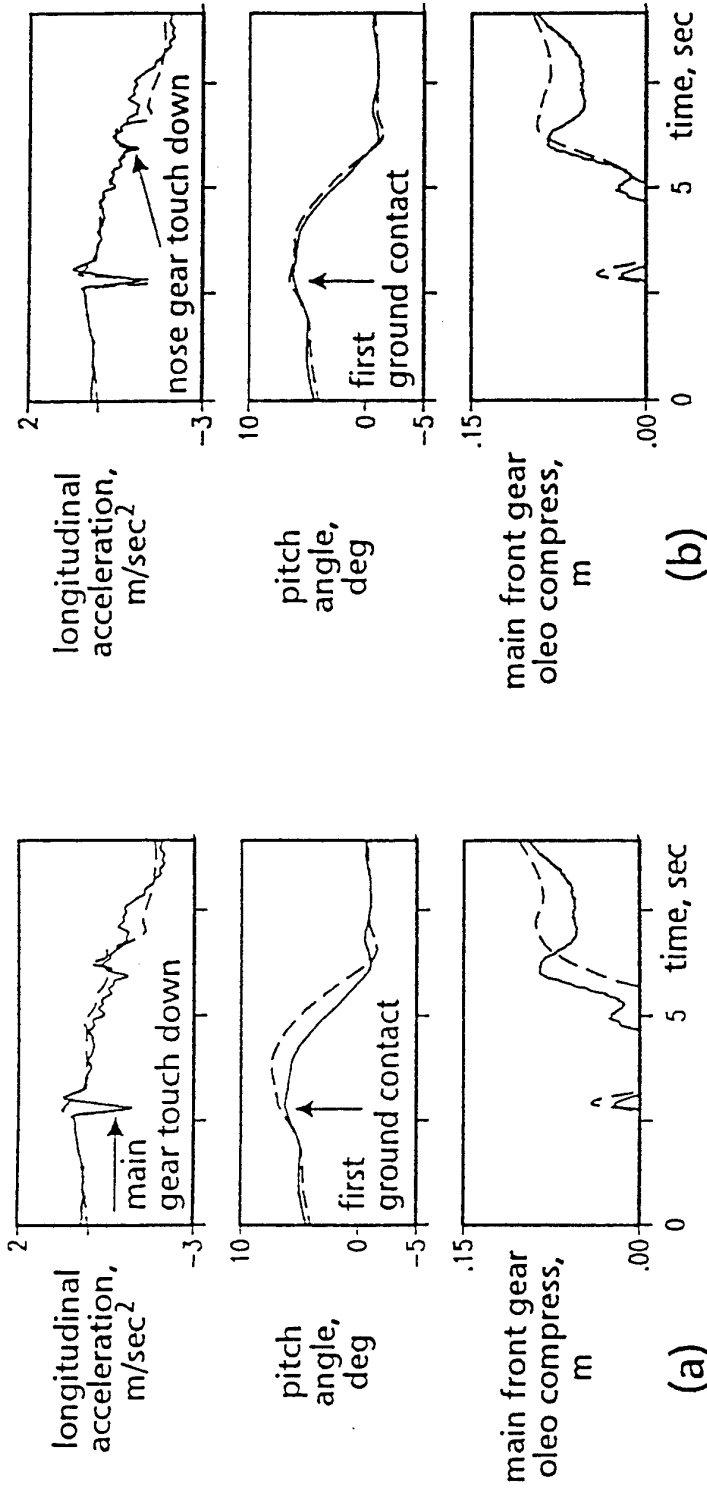 longitudinal
acceleration,
m/sec²
2
-3
main
gear touch down
pitch
angle,
deg
10
0
-5
first
ground contact
main front gear
oleo compress,
m
.15
.00
0
5
time, sec
(a)
longitudinal
acceleration,
m/sec²
2
-3
nose gear touch down
pitch
angle,
deg
10
0
-5
first
ground contact
main front gear
oleo compress,
m
.15
.00
0
5
time, sec
(b)